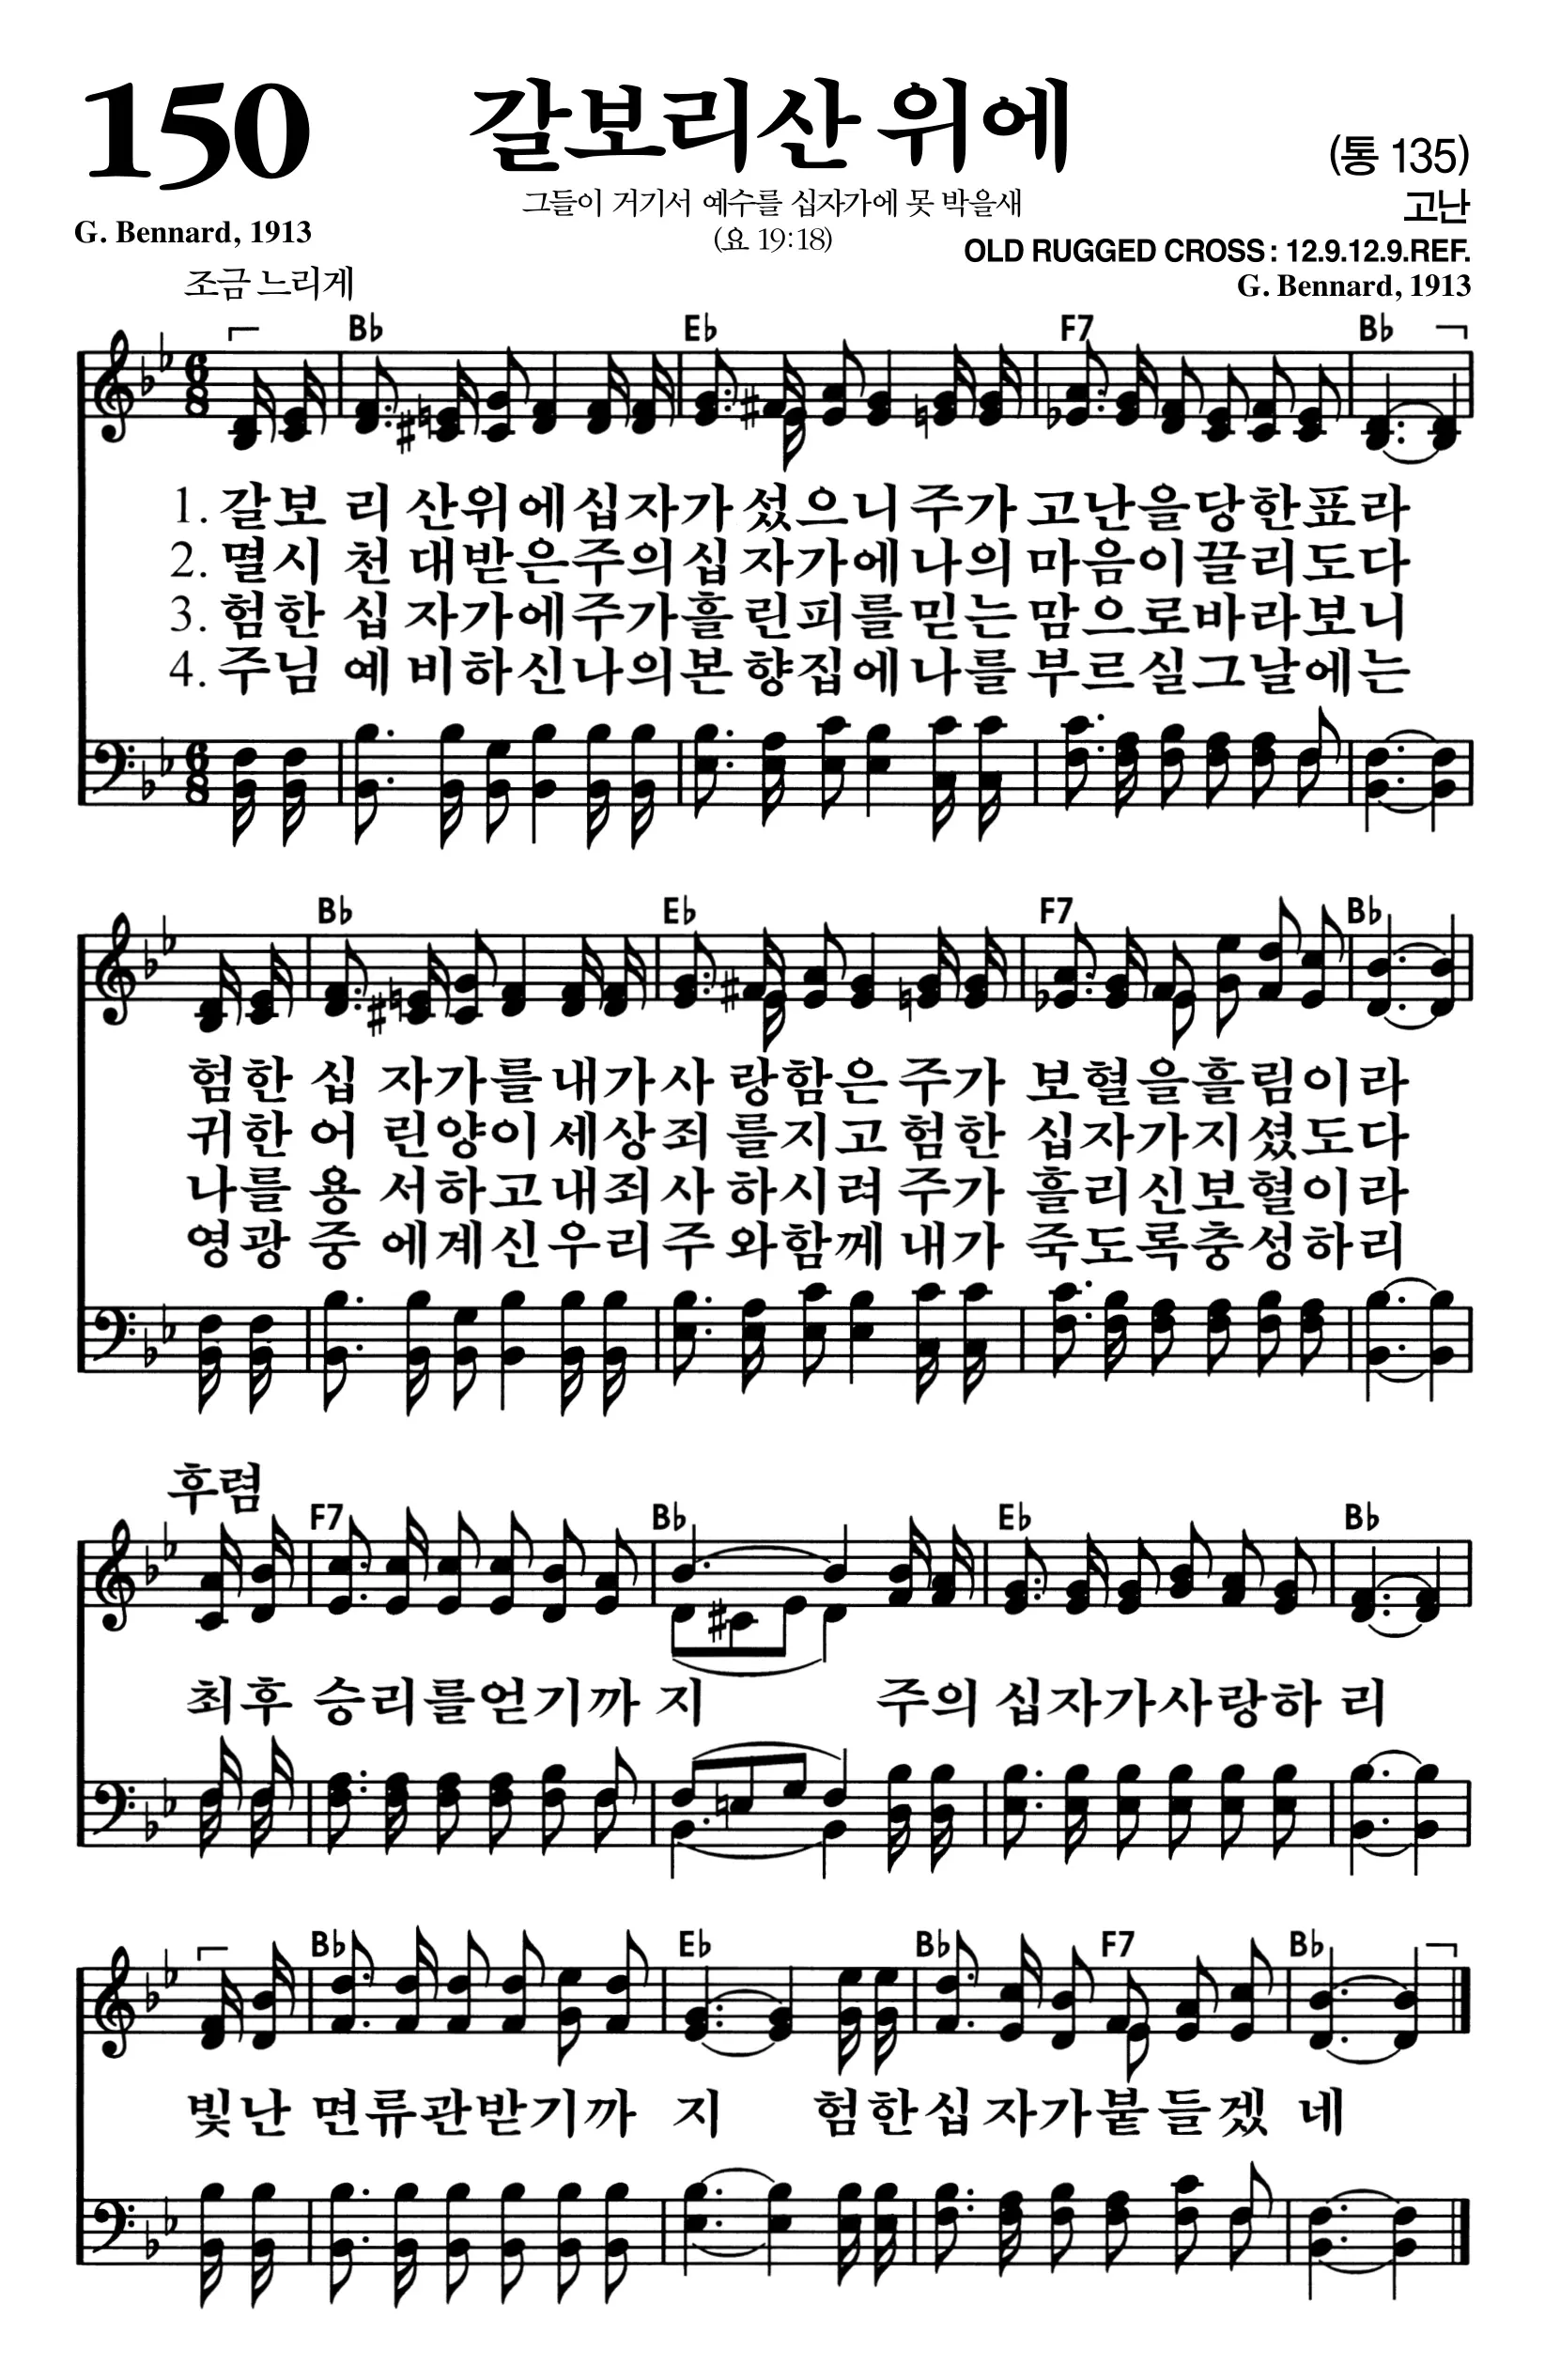 150
갈보리산 위에
(통 135)
그들이 거기서 예수를 십자가에 못 박을새
고난
G. Bennard, 1913
(요 19:18)
OLD RUGGED CROSS : 12.9.12.9.REF.
조금 느리게
G. Bennard, 1913
B♭ E♭ F7 B♭
6 8
1. 갈보 리 산위에십자가 섰으니주가 고난을당한표라
2. 멸시 천 대받은주의십 자가에나의 마음이끌리도다
3. 험한 십 자가에주가흘 린피를믿는 맘으로바라보니
4. 주님 예 비하신나의본 향집에나를 부르실그날에는
6 8
B♭ E♭ F7 B♭
험한 십 자가를내가사 랑함은주가 보혈을흘림이라
귀한 어 린양이세상죄 를지고험한 십자가지셨도다
나를 용 서하고내죄사 하시려주가 흘리신보혈이라
영광 중 에계신우리주 와함께내가 죽도록충성하리
후렴
F7 B♭ E♭ B♭
최후 승리를얻기까 지 주의 십자가사랑하 리
B♭ E♭ B♭ F7 B♭
빛난 면류관받기까 지 험한십 자가붙 들겠 네